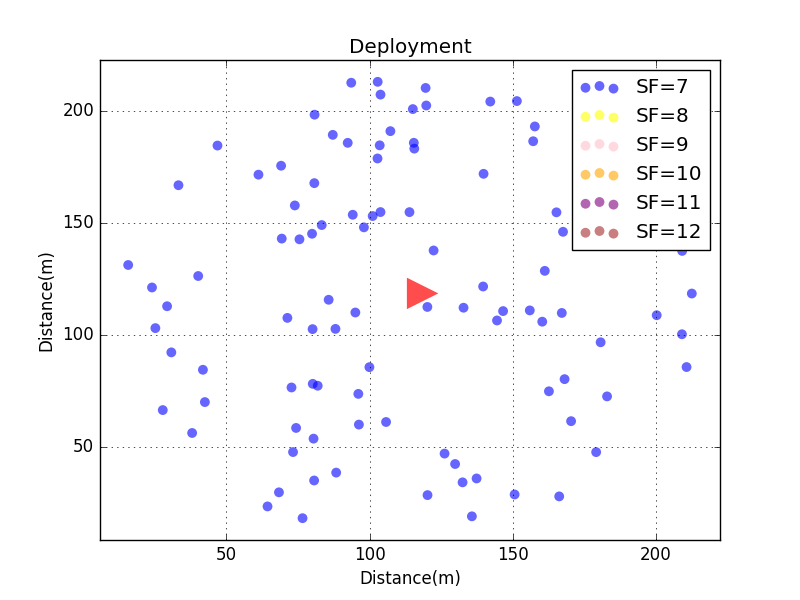 Deployment
SF=7
SF=8
SF=9
SF=10
SF=11
SF=12
200
150
100
50
Distance(m)
50 100 150 200
Distance(m)